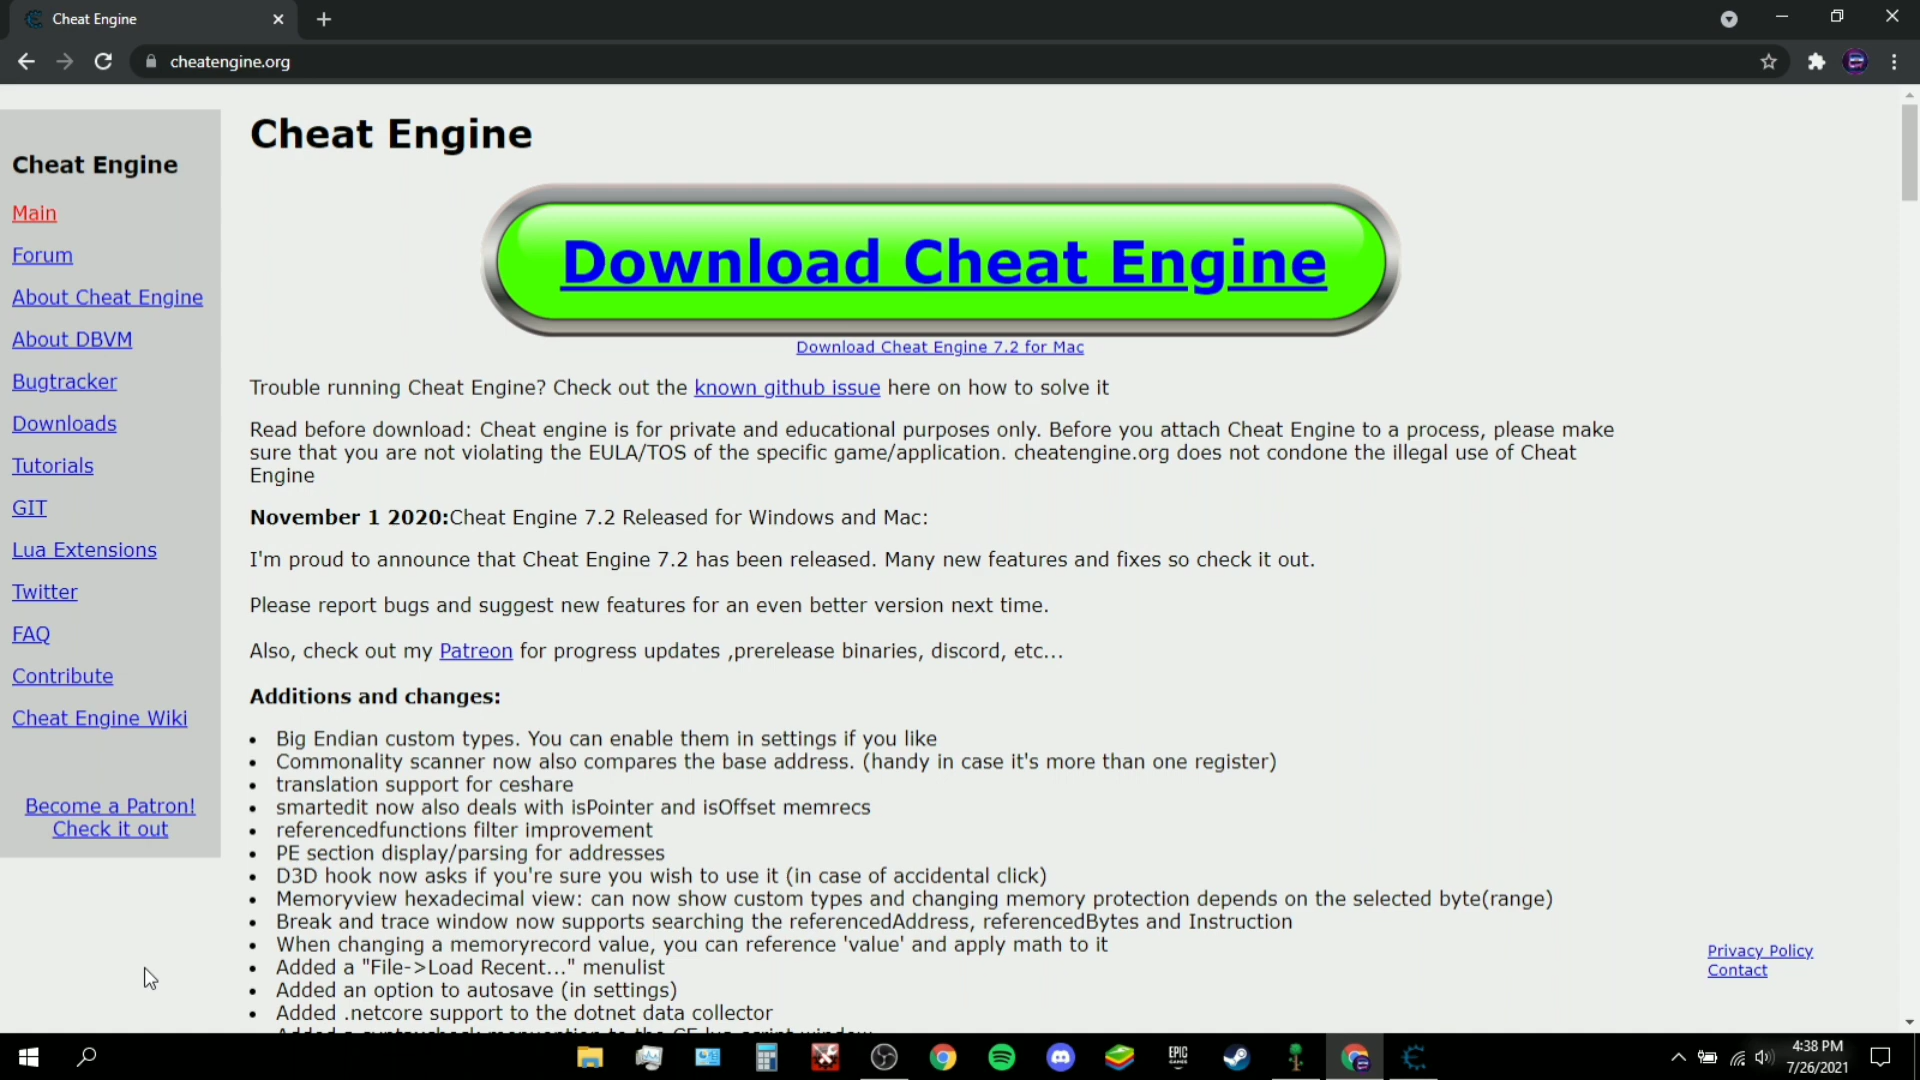 Cheat Engine
cheatengine.org
Cheat Engine
Main
Forum
About Cheat Engine
About DBVM
Bugtracker
Downloads
Tutorials
GIT
Lua Extensions
Twitter
FAQ
Contribute
Cheat Engine Wiki
Become a Patron!
Check it out
Cheat Engine
Download Cheat Engine
Download Cheat Engine 7.2 for Mac
Trouble running Cheat Engine? Check out the known github issue here on how to solve it
Read before download: Cheat engine is for private and educational purposes only. Before you attach Cheat Engine to a process, please make
sure that you are not violating the EULA/TOS of the specific game/application. cheatengine.org does not condone the illegal use of Cheat
Engine
November 1 2020:Cheat Engine 7.2 Released for Windows and Mac:
I'm proud to announce that Cheat Engine 7.2 has been released. Many new features and fixes so check it out.
Please report bugs and suggest new features for an even better version next time.
Also, check out my Patreon for progress updates ,prerelease binaries, discord, etc...
Additions and changes:
• Big Endian custom types. You can enable them in settings if you like
• Commonality scanner now also compares the base address. (handy in case it's more than one register)
• translation support for ceshare
• smartedit now also deals with isPointer and isOffset memrecs
• referencedfunctions filter improvement
• PE section display/parsing for addresses
• D3D hook now asks if you're sure you wish to use it (in case of accidental click)
• Memoryview hexadecimal view: can now show custom types and changing memory protection depends on the selected byte(range)
• Break and trace window now supports searching the referencedAddress, referencedBytes and Instruction
• When changing a memoryrecord value, you can reference 'value' and apply math to it
• Added a "File->Load Recent..." menulist
• Added an option to autosave (in settings)
• Added .netcore support to the dotnet data collector
Privacy Policy
Contact
EPIC
GAMES
4:38 PM
7/26/2021